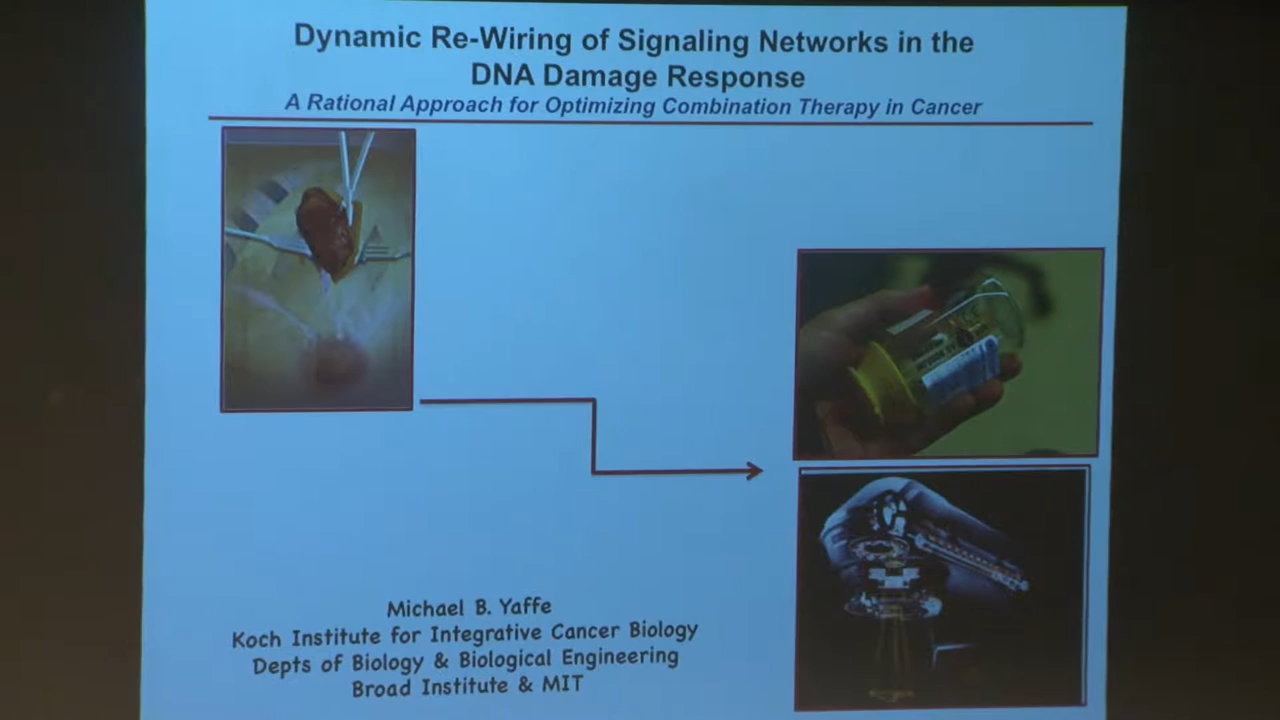 Dynamic Re-Wiring of Signaling Networks in the
DNA Damage Response
A Rational Approach for Optimizing Combination Therapy in Cancer
Michael B. Yaffe
Koch Institute for Integrative Cancer Biology
Depts of Biology & Biological Engineering
Broad Institute & MIT